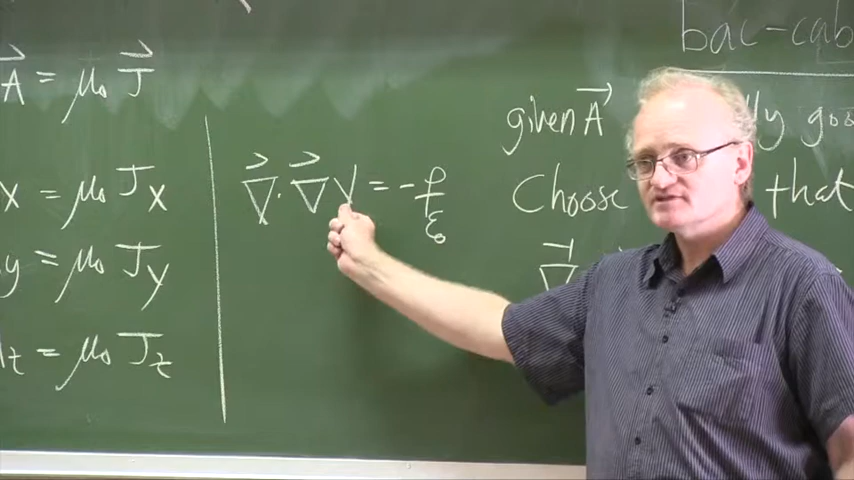 bac-cab
A⃗ = μ₀ J⃗
given A⃗
Choose that
x = μ₀ Jx
y = μ₀ Jy
z = μ₀ Jz
∇⃗ · ∇⃗ V = - ρ/ε₀
∇